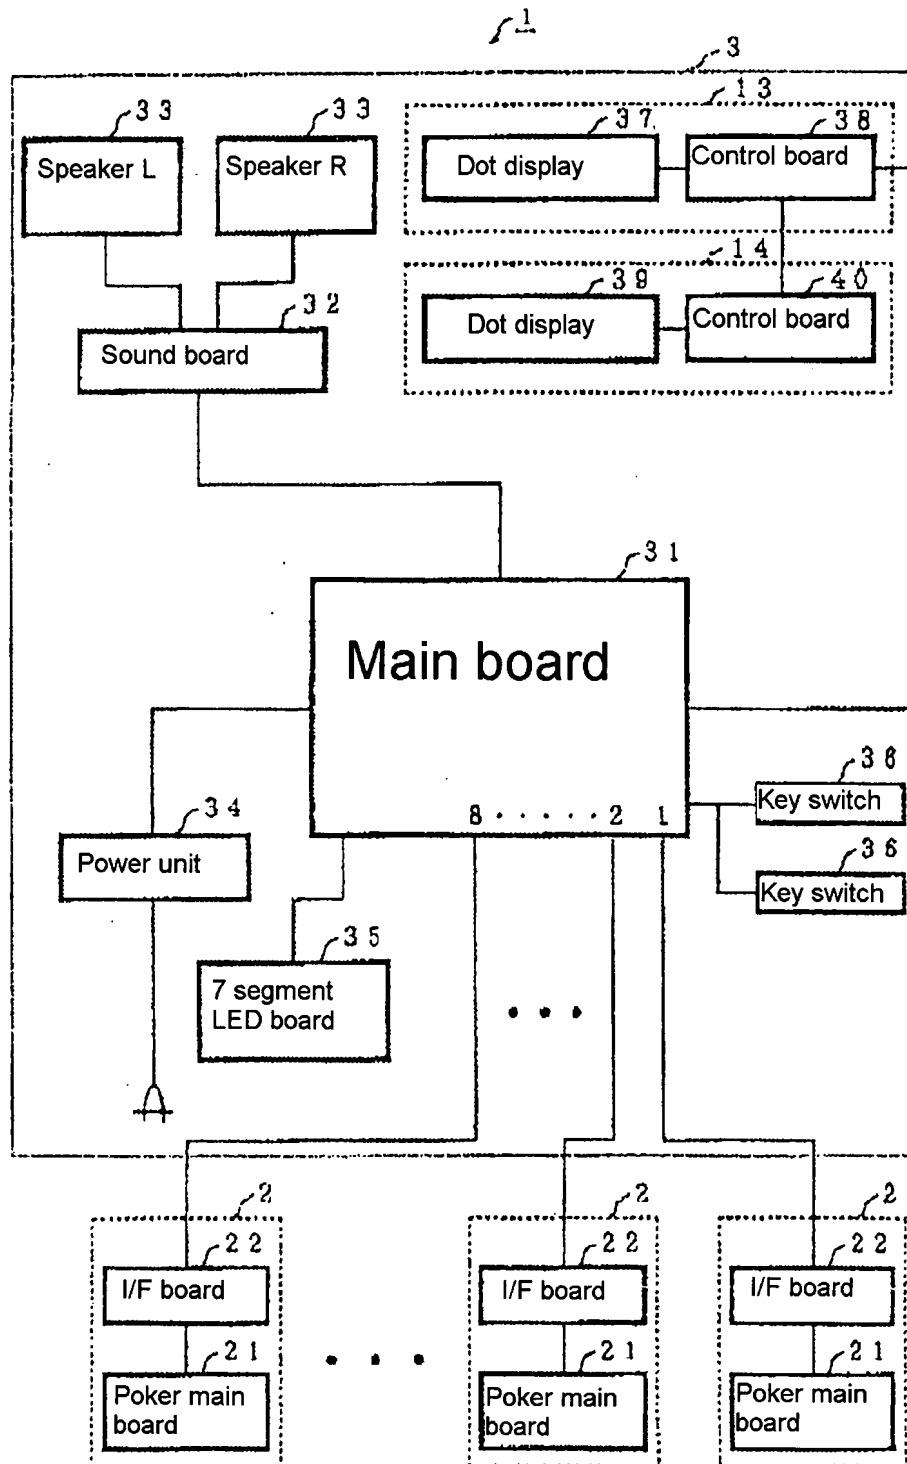 1
3
33
33
13
Speaker L
Speaker R
37
38
Dot display
Control board
14
32
39
40
Sound board
Dot display
Control board
31
Main board
36
Key switch
34
8 · · · · · 2 1
36
Power unit
Key switch
35
7 segment
LED board
• • •
2
2
2
22
22
22
I/F board
I/F board
I/F board
21
• • •
21
21
Poker main
board
Poker main
board
Poker main
board